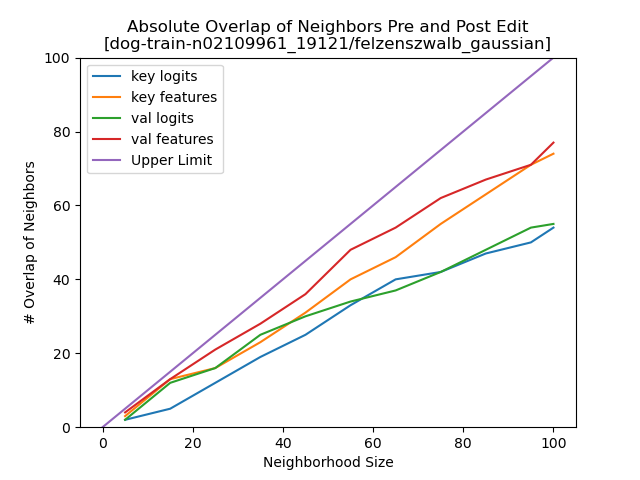 Absolute Overlap of Neighbors Pre and Post Edit
[dog-train-n02109961_19121/felzenszwalb_gaussian]
key logits
key features
val logits
val features
Upper Limit
# Overlap of Neighbors
100
80
60
40
20
0
0 20 40 60 80 100
Neighborhood Size